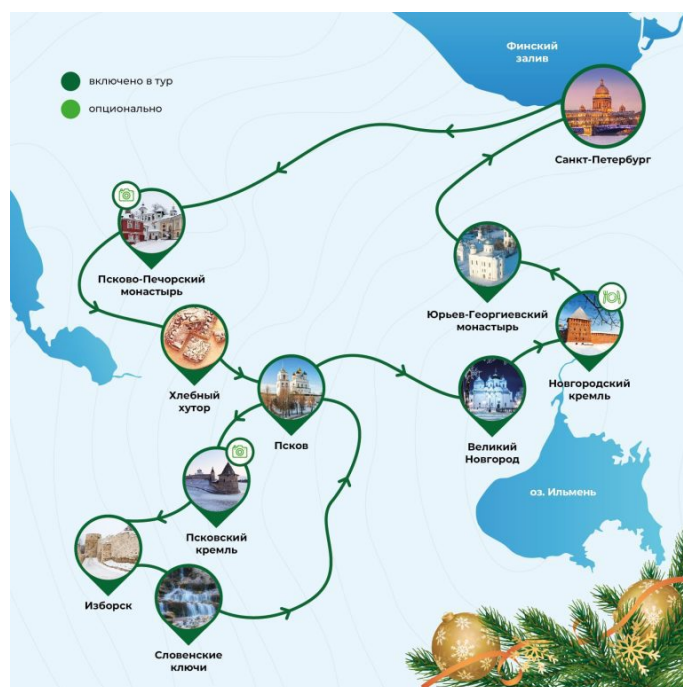 Финский
залив
включено в тур
опционально
Санкт-Петербург
Псково-Печорский
монастырь
Юрьев-Георгиевский
монастырь
Хлебный
хутор
Новгородский
кремль
Псков
Великий
Новгород
оз. Ильмень
Псковский
кремль
Изборск
Словенские
ключи